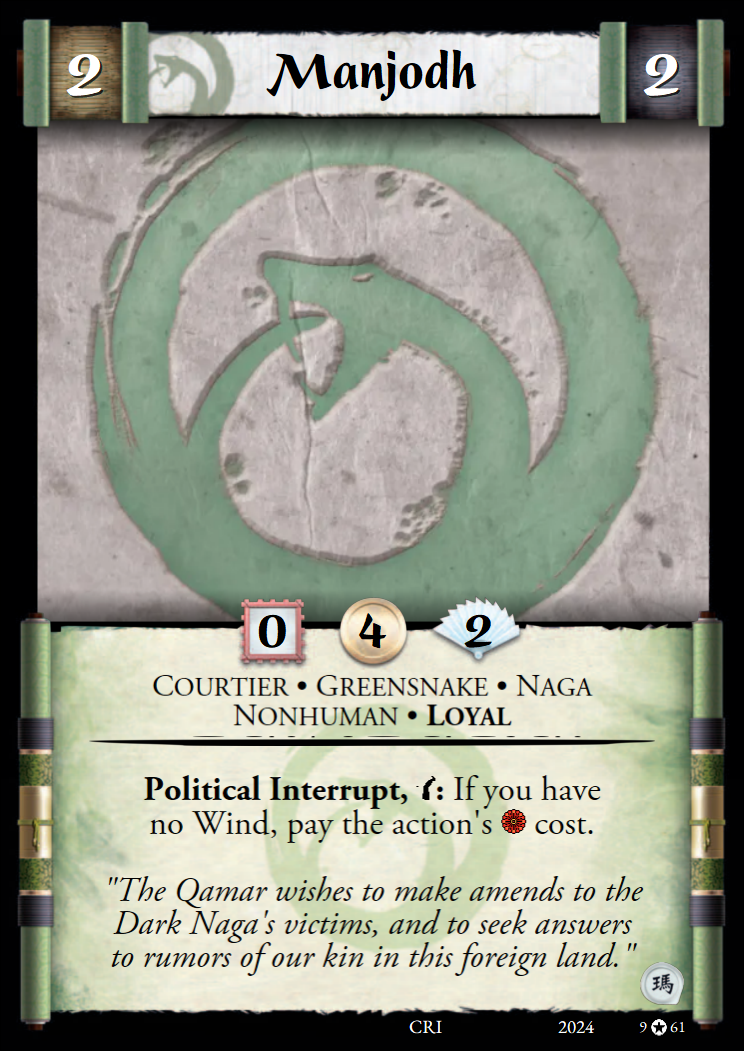 2 Manjodh 2
0 4 2
COURTIER • GREENSNAKE • NAGA
NONHUMAN • LOYAL
Political Interrupt, : If you have
no Wind, pay the action's cost.
"The Qamar wishes to make amends to the
Dark Naga's victims, and to seek answers
to rumors of our kin in this foreign land."
瑪
CRI 2024 9 61